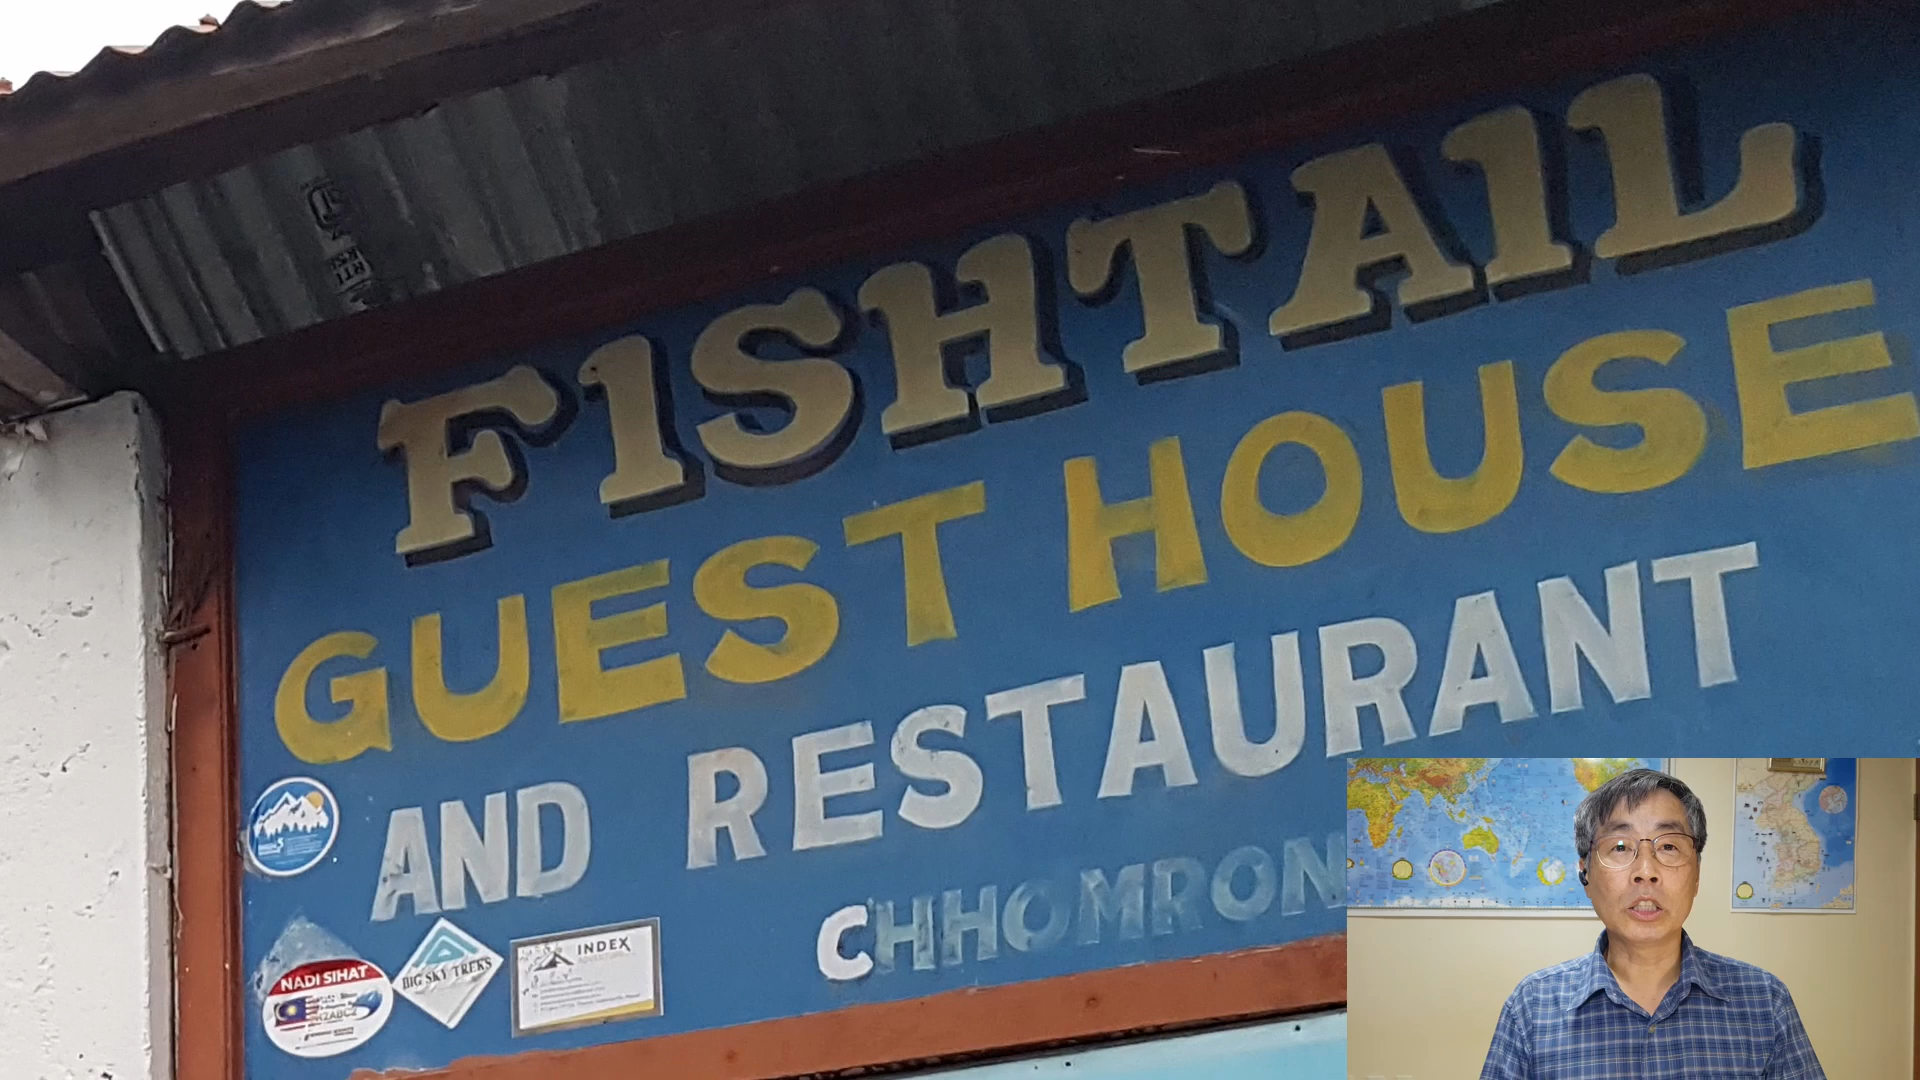 FISHTAIL
GUEST HOUSE
AND RESTAURANT
CHHOMRON
NADI SIHAT
BIG SKY TREKS
INDEX